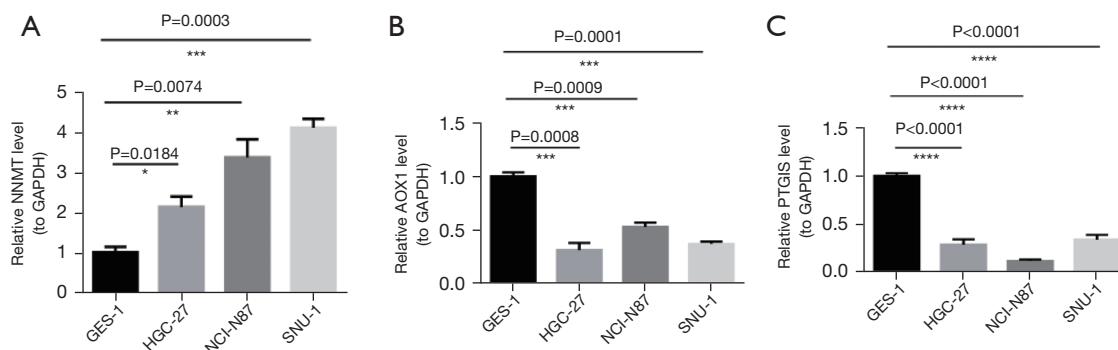 A
P=0.0003
***
P=0.0074
**
P=0.0184
*
Relative NNMT level
(to GAPDH)
5
4
3
2
1
0
GES-1
HGC-27
NCI-N87
SNU-1
B
P=0.0001
***
P=0.0009
***
P=0.0008
***
Relative AOX1 level
(to GAPDH)
1.5
1.0
0.5
0.0
GES-1
HGC-27
NCI-N87
SNU-1
C
P<0.0001
****
P<0.0001
****
P<0.0001
****
Relative PTGIS level
(to GAPDH)
1.5
1.0
0.5
0.0
GES-1
HGC-27
NCI-N87
SNU-1